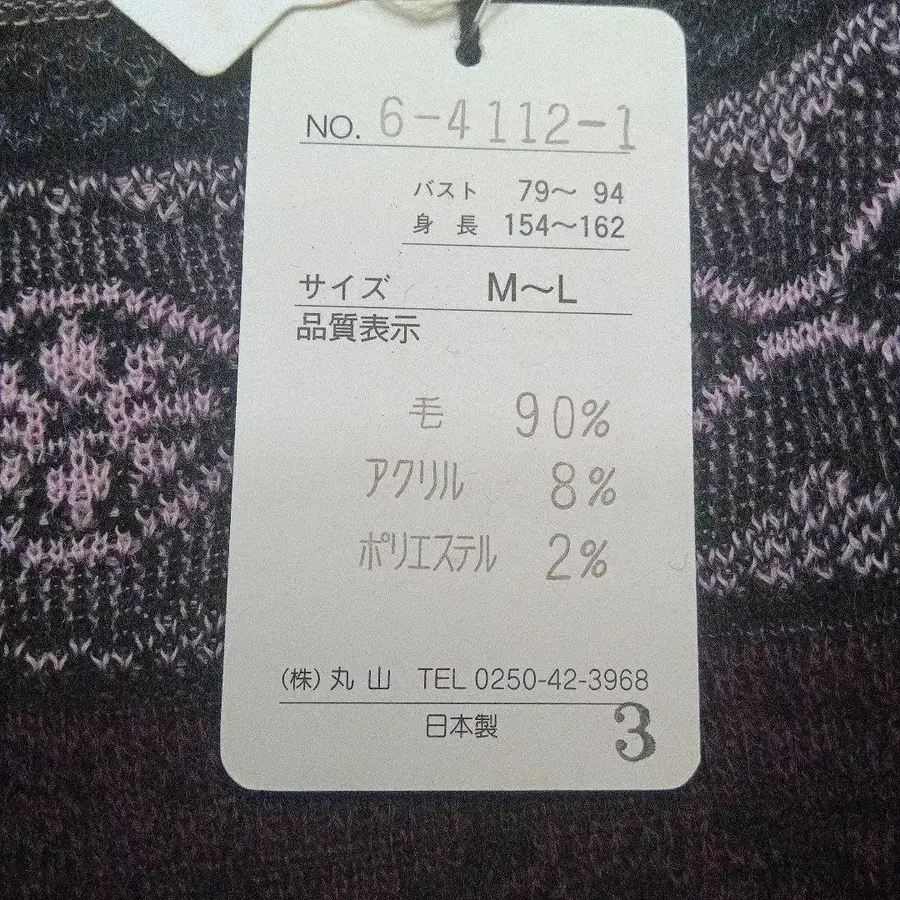 NO. 6-4112-1
バスト 79〜94
身長 154〜162
サイズ M〜L
品質表示
毛 90%
アクリル 8%
ポリエステル 2%
(株)丸山 TEL 0250-42-3968
日本製
3